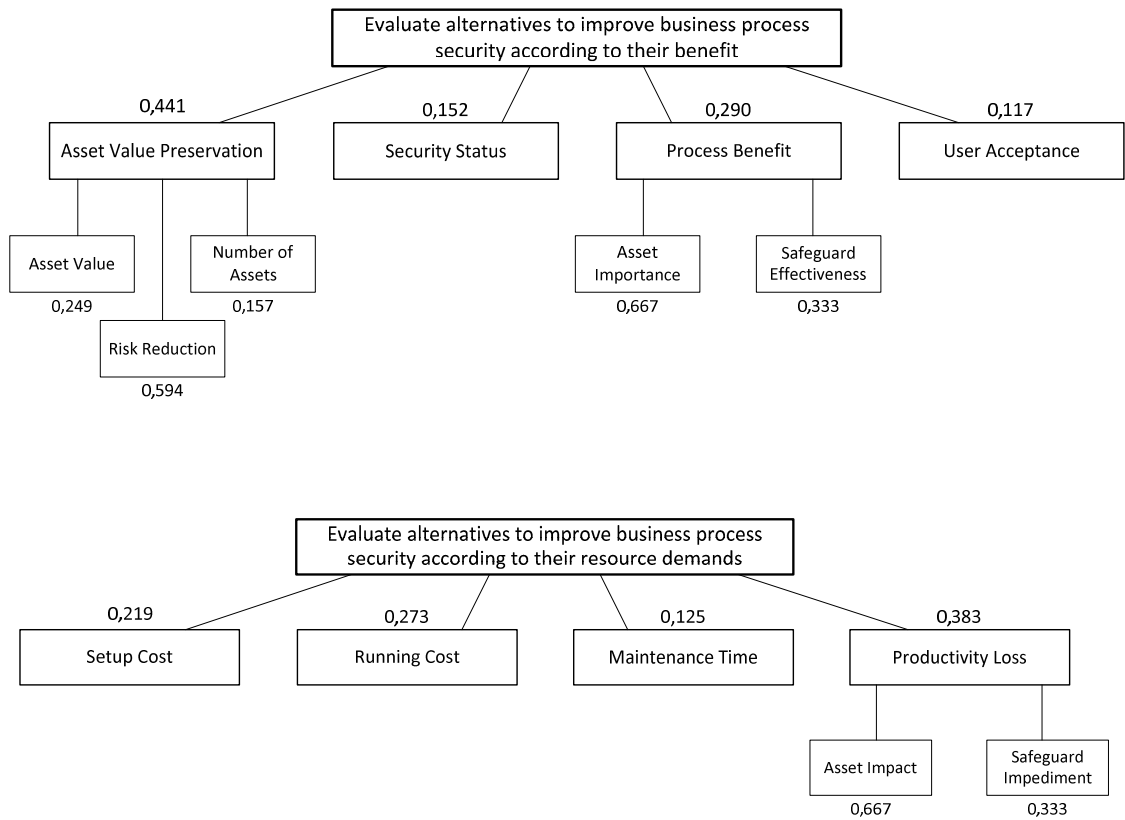 Evaluate alternatives to improve business process
security according to their benefit
0,441
0,152
0,290
0,117
Asset Value Preservation
Security Status
Process Benefit
User Acceptance
Asset Value
Number of
Assets
Asset
Importance
Safeguard
Effectiveness
0,249
0,157
0,667
0,333
Risk Reduction
0,594
Evaluate alternatives to improve business process
security according to their resource demands
0,219
0,273
0,125
0,383
Setup Cost
Running Cost
Maintenance Time
Productivity Loss
Asset Impact
Safeguard
Impediment
0,667
0,333